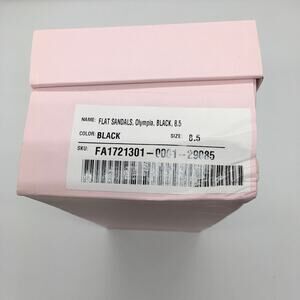 NAME: FLAT SANDALS, Olympia, BLACK, 8.5
COLOR: BLACK SIZE: 8.5
SKU: FA1721301-0001-29085